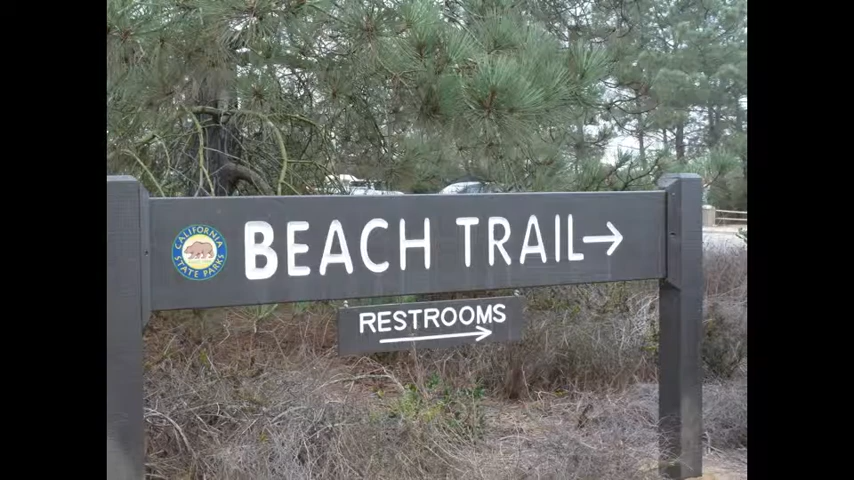 CALIFORNIA
STATE PARKS
BEACH TRAIL→
RESTROOMS
→